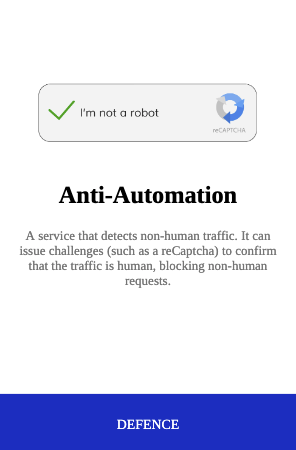 I'm not a robot
reCAPTCHA
Anti-Automation
A service that detects non-human traffic. It can
issue challenges (such as a reCaptcha) to confirm
that the traffic is human, blocking non-human
requests.
DEFENCE